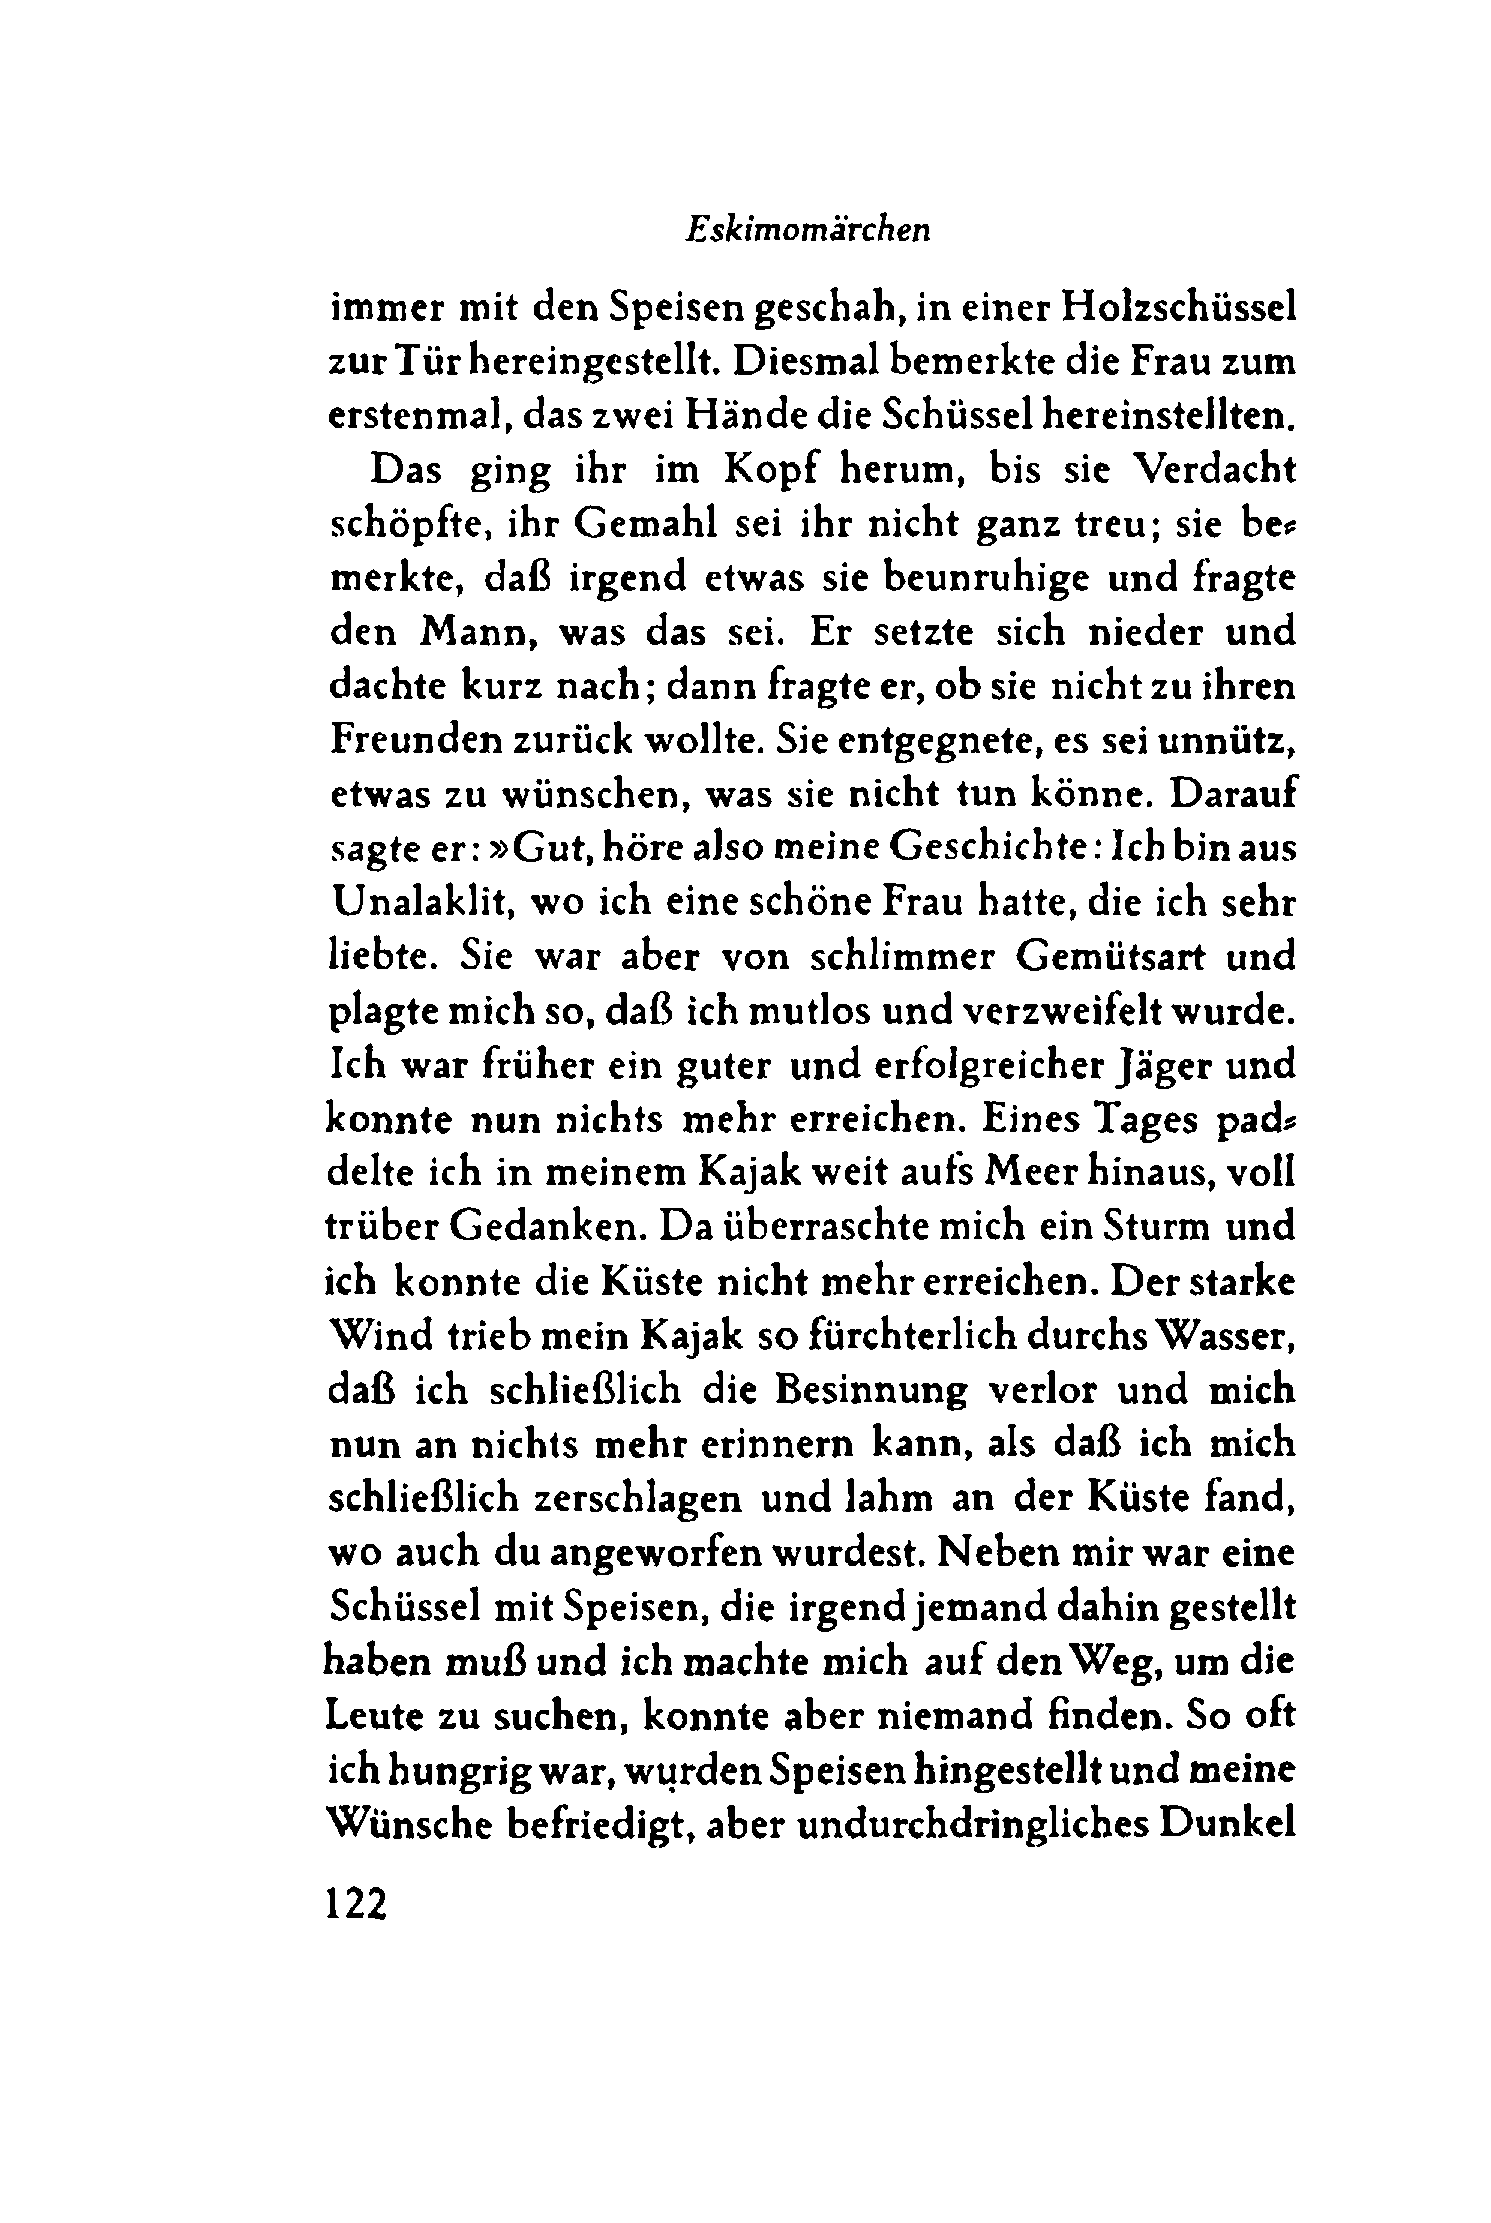 Eskimomärchen
immer mit den Speisen geschah, in einer Holzschüssel
zur Tür hereingestellt. Diesmal bemerkte die Frau zum
erstenmal, das zwei Hände die Schüssel hereinstellten.
Das ging ihr im Kopf herum, bis sie Verdacht
schöpfte, ihr Gemahl sei ihr nicht ganz treu; sie be-
merkte, daß irgend etwas sie beunruhige und fragte
den Mann, was das sei. Er setzte sich nieder und
dachte kurz nach; dann fragte er, ob sie nicht zu ihren
Freunden zurück wollte. Sie entgegnete, es sei unnütz,
etwas zu wünschen, was sie nicht tun könne. Darauf
sagte er: »Gut, höre also meine Geschichte: Ich bin aus
Unalaklit, wo ich eine schöne Frau hatte, die ich sehr
liebte. Sie war aber von schlimmer Gemütsart und
plagte mich so, daß ich mutlos und verzweifelt wurde.
Ich war früher ein guter und erfolgreicher Jäger und
konnte nun nichts mehr erreichen. Eines Tages pad-
delte ich in meinem Kajak weit aufs Meer hinaus, voll
trüber Gedanken. Da überraschte mich ein Sturm und
ich konnte die Küste nicht mehr erreichen. Der starke
Wind trieb mein Kajak so fürchterlich durchs Wasser,
daß ich schließlich die Besinnung verlor und mich
nun an nichts mehr erinnern kann, als daß ich mich
schließlich zerschlagen und lahm an der Küste fand,
wo auch du angeworfen wurdest. Neben mir war eine
Schüssel mit Speisen, die irgend jemand dahin gestellt
haben muß und ich machte mich auf den Weg, um die
Leute zu suchen, konnte aber niemand finden. So oft
ich hungrig war, wurden Speisen hingestellt und meine
Wünsche befriedigt, aber undurchdringliches Dunkel
122